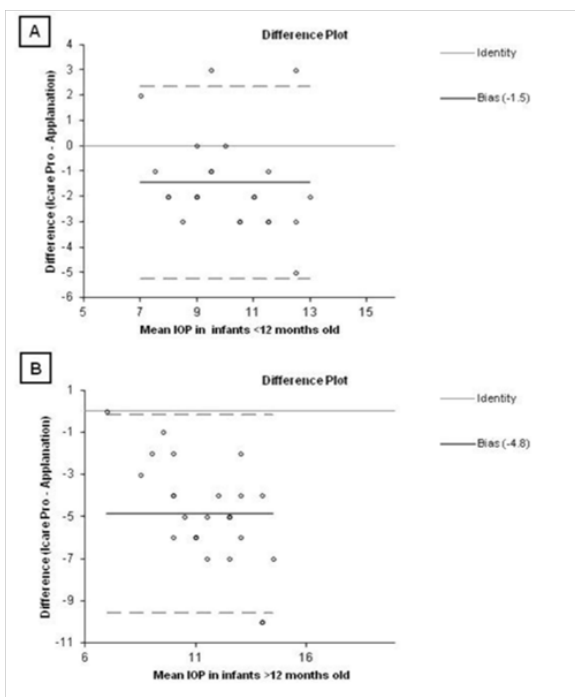 A
Difference Plot
4
3
2
1
0
-1
-2
-3
-4
-5
-6
Difference (Icare Pro - Applanation)
5 7 9 11 13 15
Mean IOP in infants <12 months old
Identity
Bias (-1.5)
B
Difference Plot
1
-1
-3
-5
-7
-9
-11
Difference (Icare Pro - Applanation)
6 11 16
Mean IOP in infants >12 months old
Identity
Bias (-4.8)